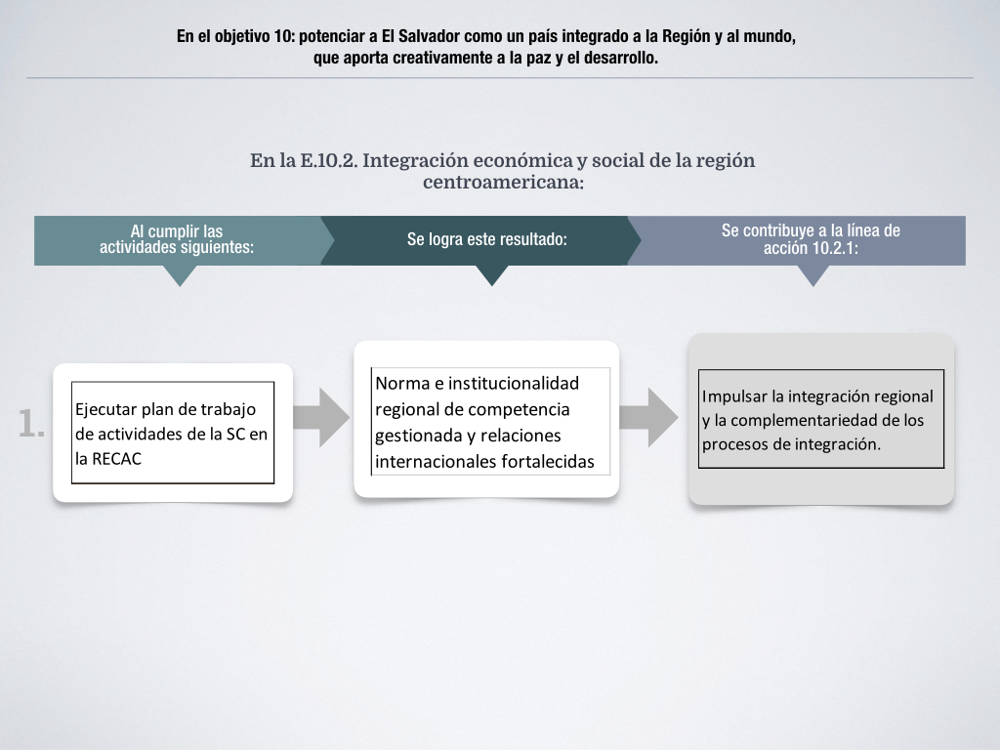 En el objetivo 10: potenciar a El Salvador como un país integrado a la Región y al mundo,
que aporta creativamente a la paz y el desarrollo.
En la E.10.2. Integración económica y social de la región
centroamericana:
Al cumplir las
actividades siguientes:
Se logra este resultado:
Se contribuye a la línea de
acción 10.2.1:
1.
Ejecutar plan de trabajo
de actividades de la SC en
la RECAC
Norma e institucionalidad
regional de competencia
gestionada y relaciones
internacionales fortalecidas
Impulsar la integración regional
y la complementariedad de los
procesos de integración.